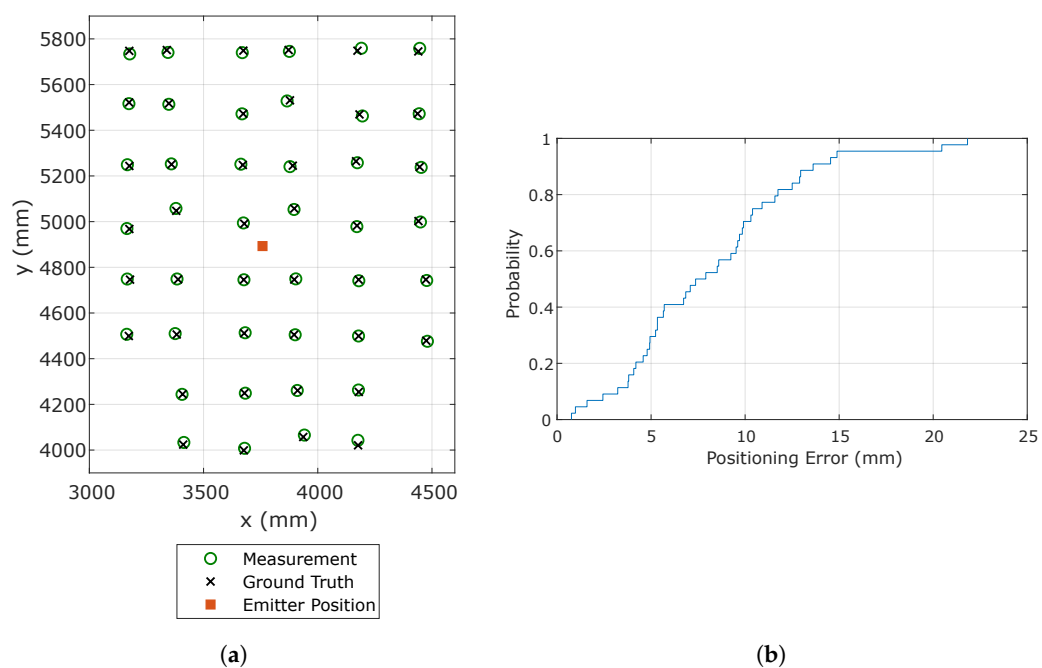 5800
5600
5400
5200
5000
4800
4600
4400
4200
4000
y (mm)
3000 3500 4000 4500
x (mm)
Measurement
Ground Truth
Emitter Position
(a)
1
0.8
0.6
0.4
0.2
0
Probability
0 5 10 15 20 25
Positioning Error (mm)
(b)